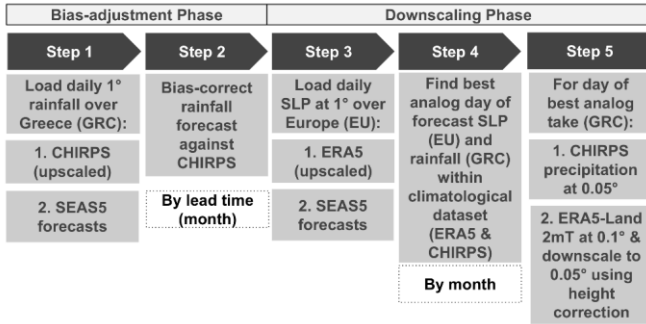 Bias-adjustment Phase
Downscaling Phase
Step 1
Step 2
Step 3
Step 4
Step 5
Load daily 1°
rainfall over
Greece (GRC):
1. CHIRPS
(upscaled)
2. SEAS5
forecasts
Bias-correct
rainfall
forecast
against
CHIRPS
By lead time
(month)
Load daily
SLP at 1° over
Europe (EU):
1. ERA5
(upscaled)
2. SEAS5
forecasts
Find best
analog day of
forecast SLP
(EU) and
rainfall (GRC)
within
climatological
dataset
(ERA5 &
CHIRPS)
By month
For day of
best analog
take (GRC):
1. CHIRPS
precipitation
at 0.05°
2. ERA5-Land
2mT at 0.1° &
downscale to
0.05° using
height
correction